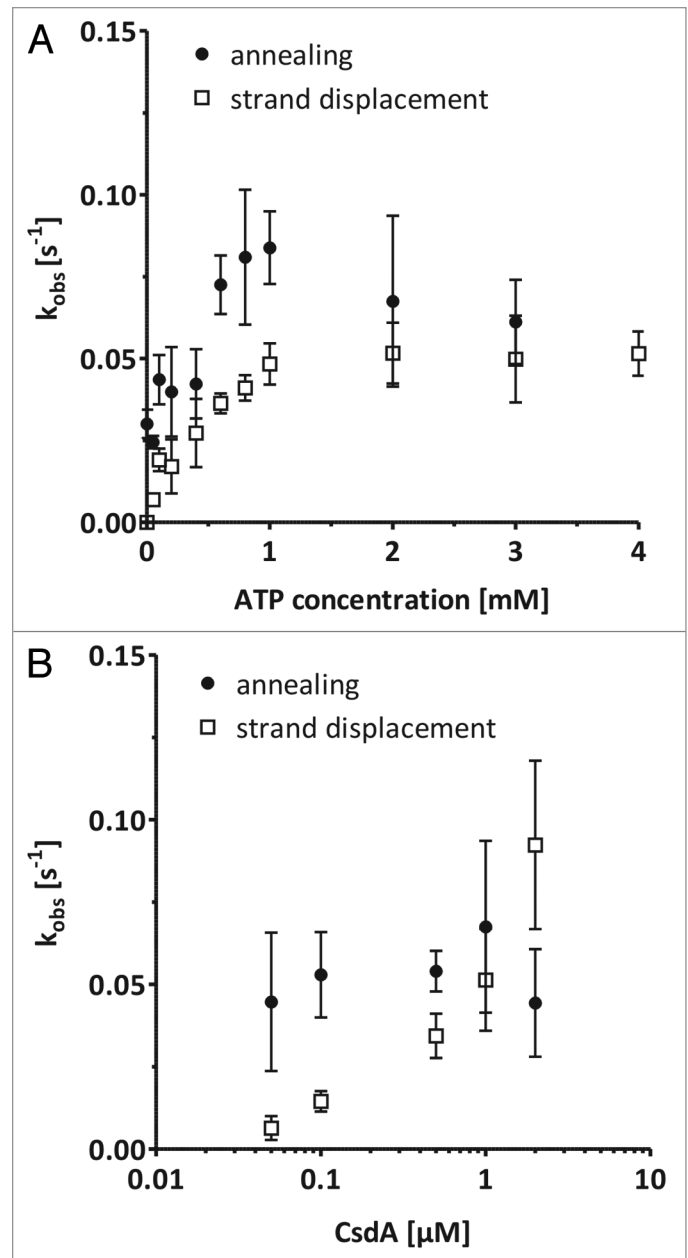 A
annealing
strand displacement
0.15
0.10
0.05
0.00
k_obs [s⁻¹]
0 1 2 3 4
ATP concentration [mM]
B
annealing
strand displacement
0.15
0.10
0.05
0.00
k_obs [s⁻¹]
0.01 0.1 1 10
CsdA [µM]